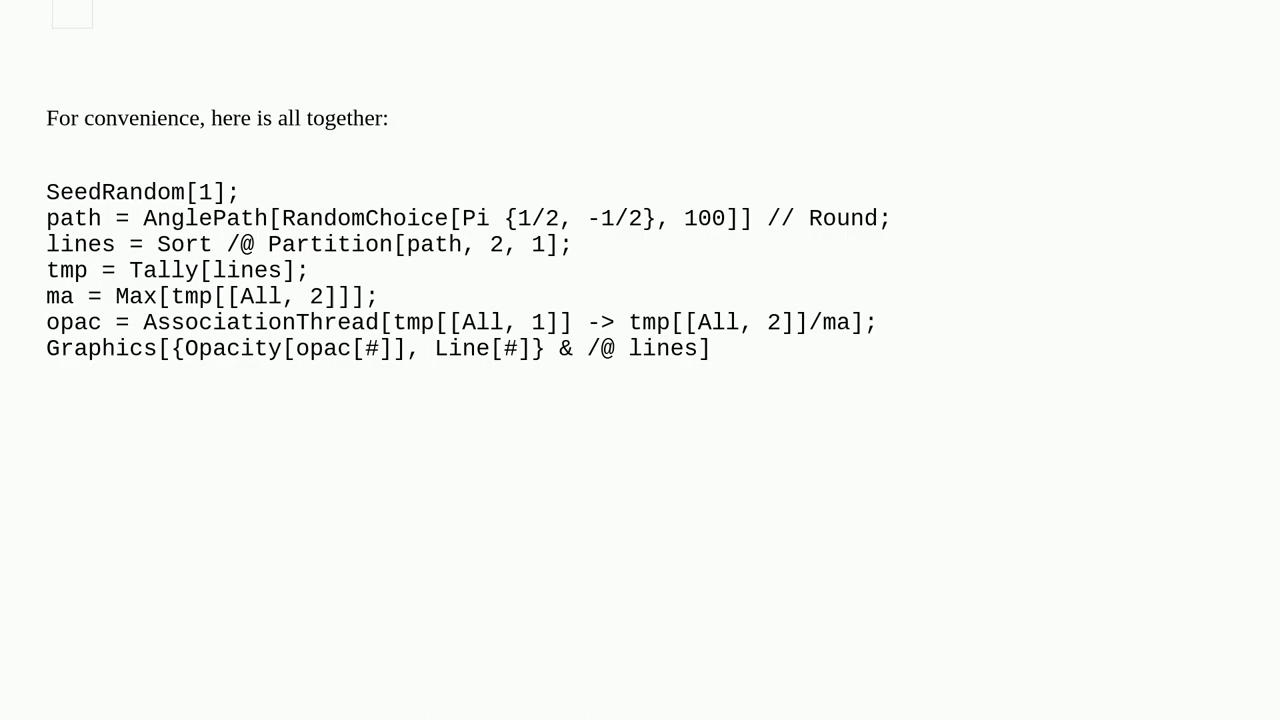 For convenience, here is all together:
SeedRandom[1];
path = AnglePath[RandomChoice[Pi {1/2, -1/2}, 100]] // Round;
lines = Sort /@ Partition[path, 2, 1];
tmp = Tally[lines];
ma = Max[tmp[[All, 2]]];
opac = AssociationThread[tmp[[All, 1]] -> tmp[[All, 2]]/ma];
Graphics[{Opacity[opac[#]], Line[#]} & /@ lines]